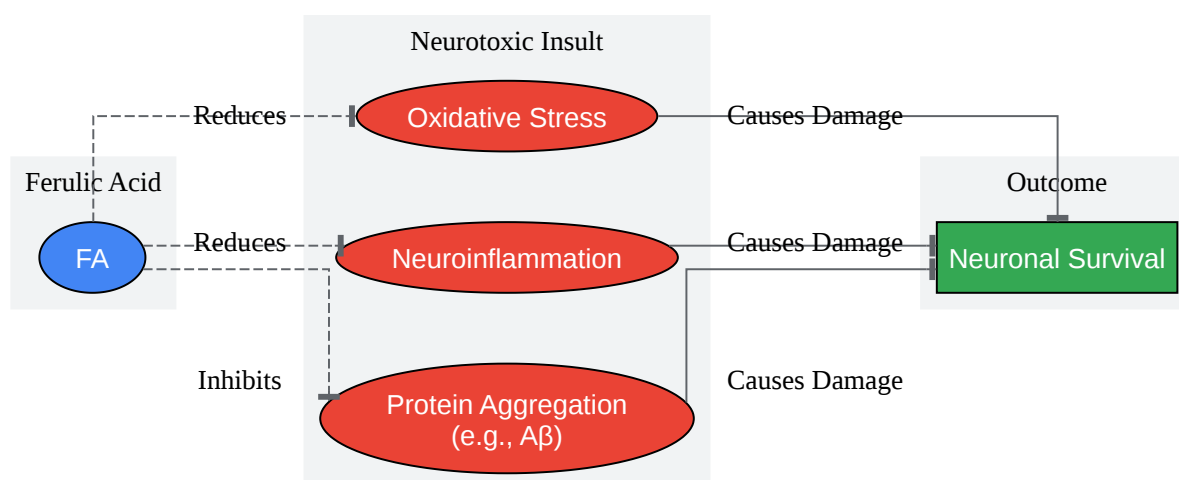 Neurotoxic Insult
Reduces
Oxidative Stress
Causes Damage
Ferulic Acid
Outcome
FA
Reduces
Neuroinflammation
Causes Damage
Neuronal Survival
Inhibits
Protein Aggregation
(e.g., Aβ)
Causes Damage